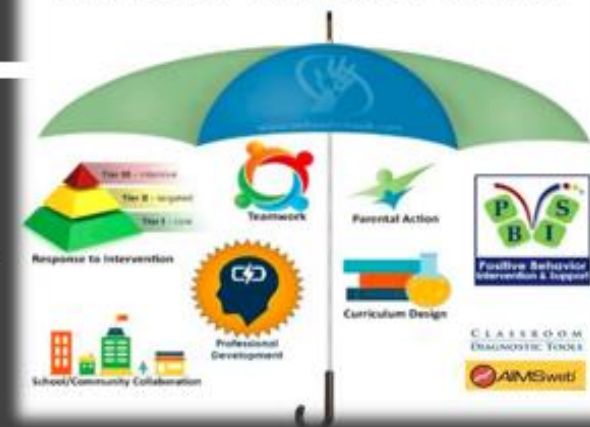 Tier III - intensive
Tier II - targeted
Tier I - core
Response to Intervention
Teamwork
Parental Action
P
B
I
S
Positive Behavior
Intervention & Support
Professional
Development
Curriculum Design
School/Community Collaboration
CLASSROOM
DIAGNOSTIC TOOLS
AIMSweb